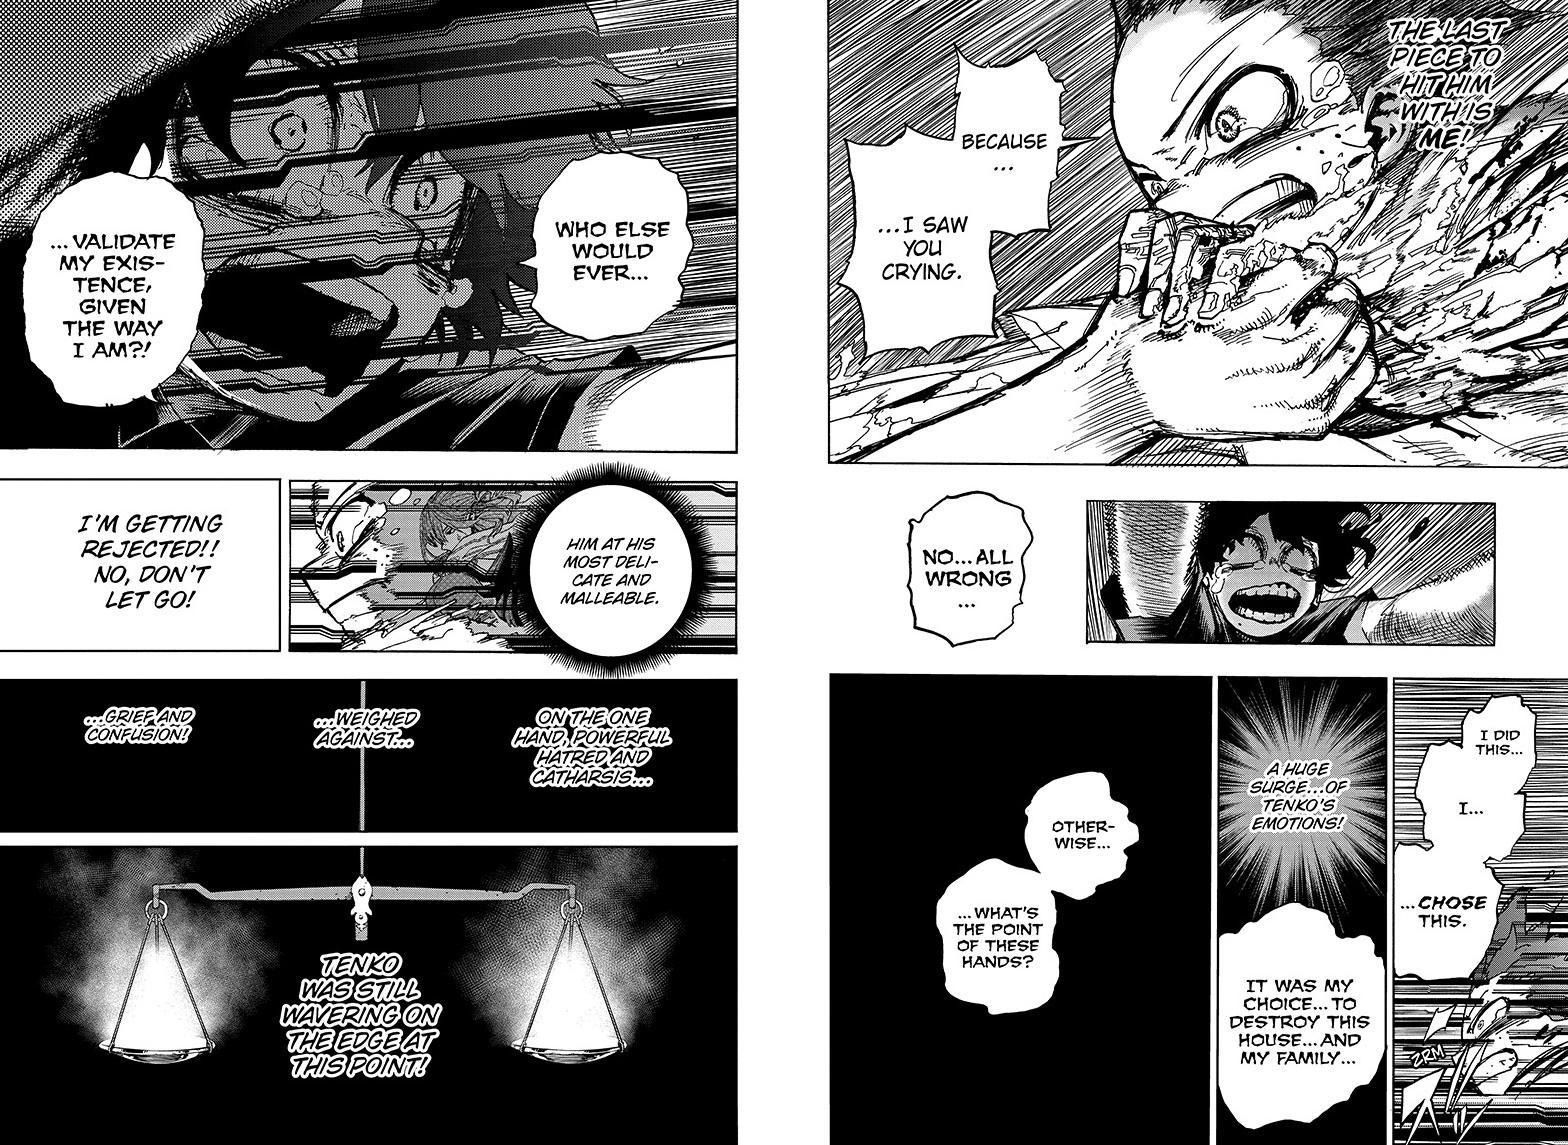 THE LAST
PIECE TO
HIT HIM
WITH IS
ME!
BECAUSE
...
...I SAW
YOU
CRYING.
NO...ALL
WRONG
...
I DID
THIS...
I...
...CHOSE
THIS.
ZRM
A HUGE
SURGE...OF
TENKO'S
EMOTIONS!
IT WAS MY
CHOICE...TO
DESTROY THIS
HOUSE...AND
MY FAMILY...
OTHER-
WISE...
...WHAT'S
THE POINT
OF THESE
HANDS?
WHO ELSE
WOULD
EVER...
...VALIDATE
MY EXIS-
TENCE,
GIVEN
THE WAY
I AM?!
HIM AT HIS
MOST DELI-
CATE AND
MALLEABLE.
I'M GETTING
REJECTED!!
NO, DON'T
LET GO!
ON THE ONE
HAND, POWERFUL
HATRED AND
CATHARSIS...
...WEIGHED
AGAINST...
...GRIEF AND
CONFUSION!
TENKO
WAS STILL
WAVERING ON
THE EDGE AT
THIS POINT!